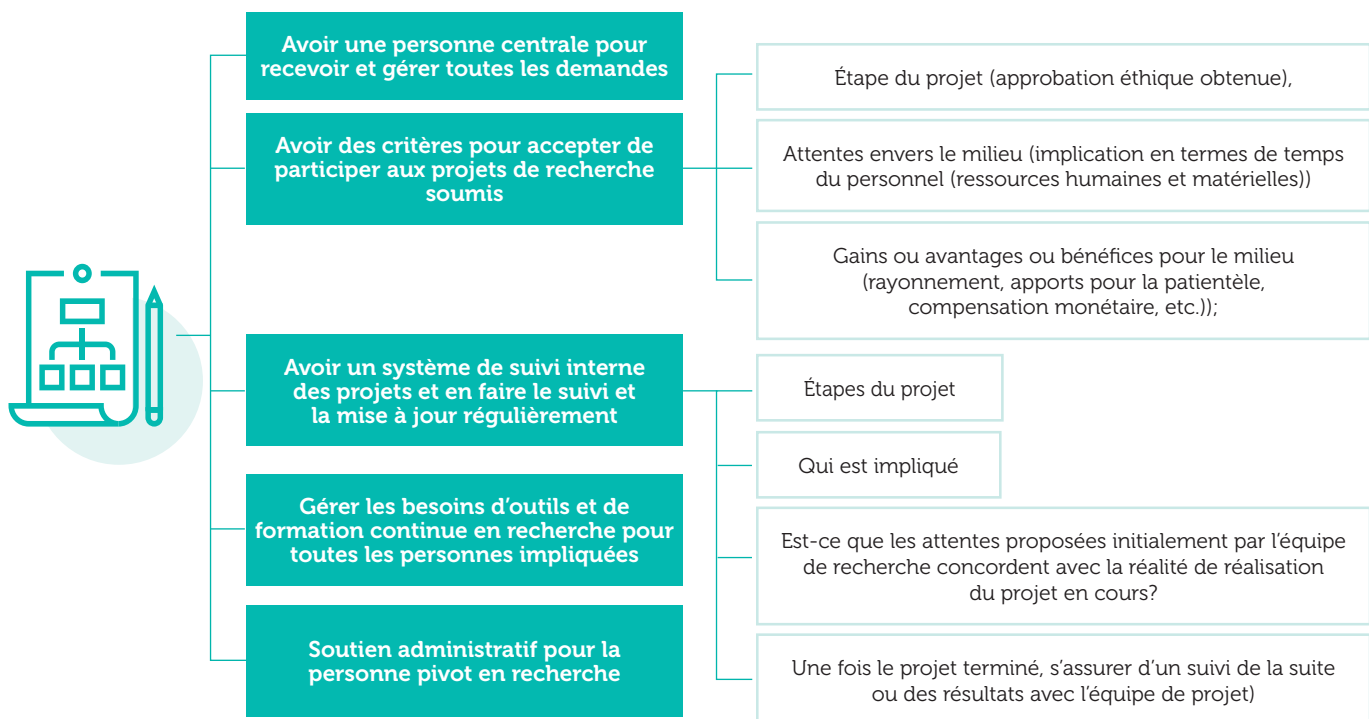 Avoir une personne centrale pour
recevoir et gérer toutes les demandes
Avoir des critères pour accepter de
participer aux projets de recherche
soumis
Étape du projet (approbation éthique obtenue),
Attentes envers le milieu (implication en termes de temps
du personnel (ressources humaines et matérielles))
Gains ou avantages ou bénéfices pour le milieu
(rayonnement, apports pour la patientèle,
compensation monétaire, etc.));
Avoir un système de suivi interne
des projets et en faire le suivi et
la mise à jour régulièrement
Étapes du projet
Qui est impliqué
Est-ce que les attentes proposées initialement par l’équipe
de recherche concordent avec la réalité de réalisation
du projet en cours?
Une fois le projet terminé, s’assurer d’un suivi de la suite
ou des résultats avec l’équipe de projet)
Gérer les besoins d’outils et de
formation continue en recherche pour
toutes les personnes impliquées
Soutien administratif pour la
personne pivot en recherche